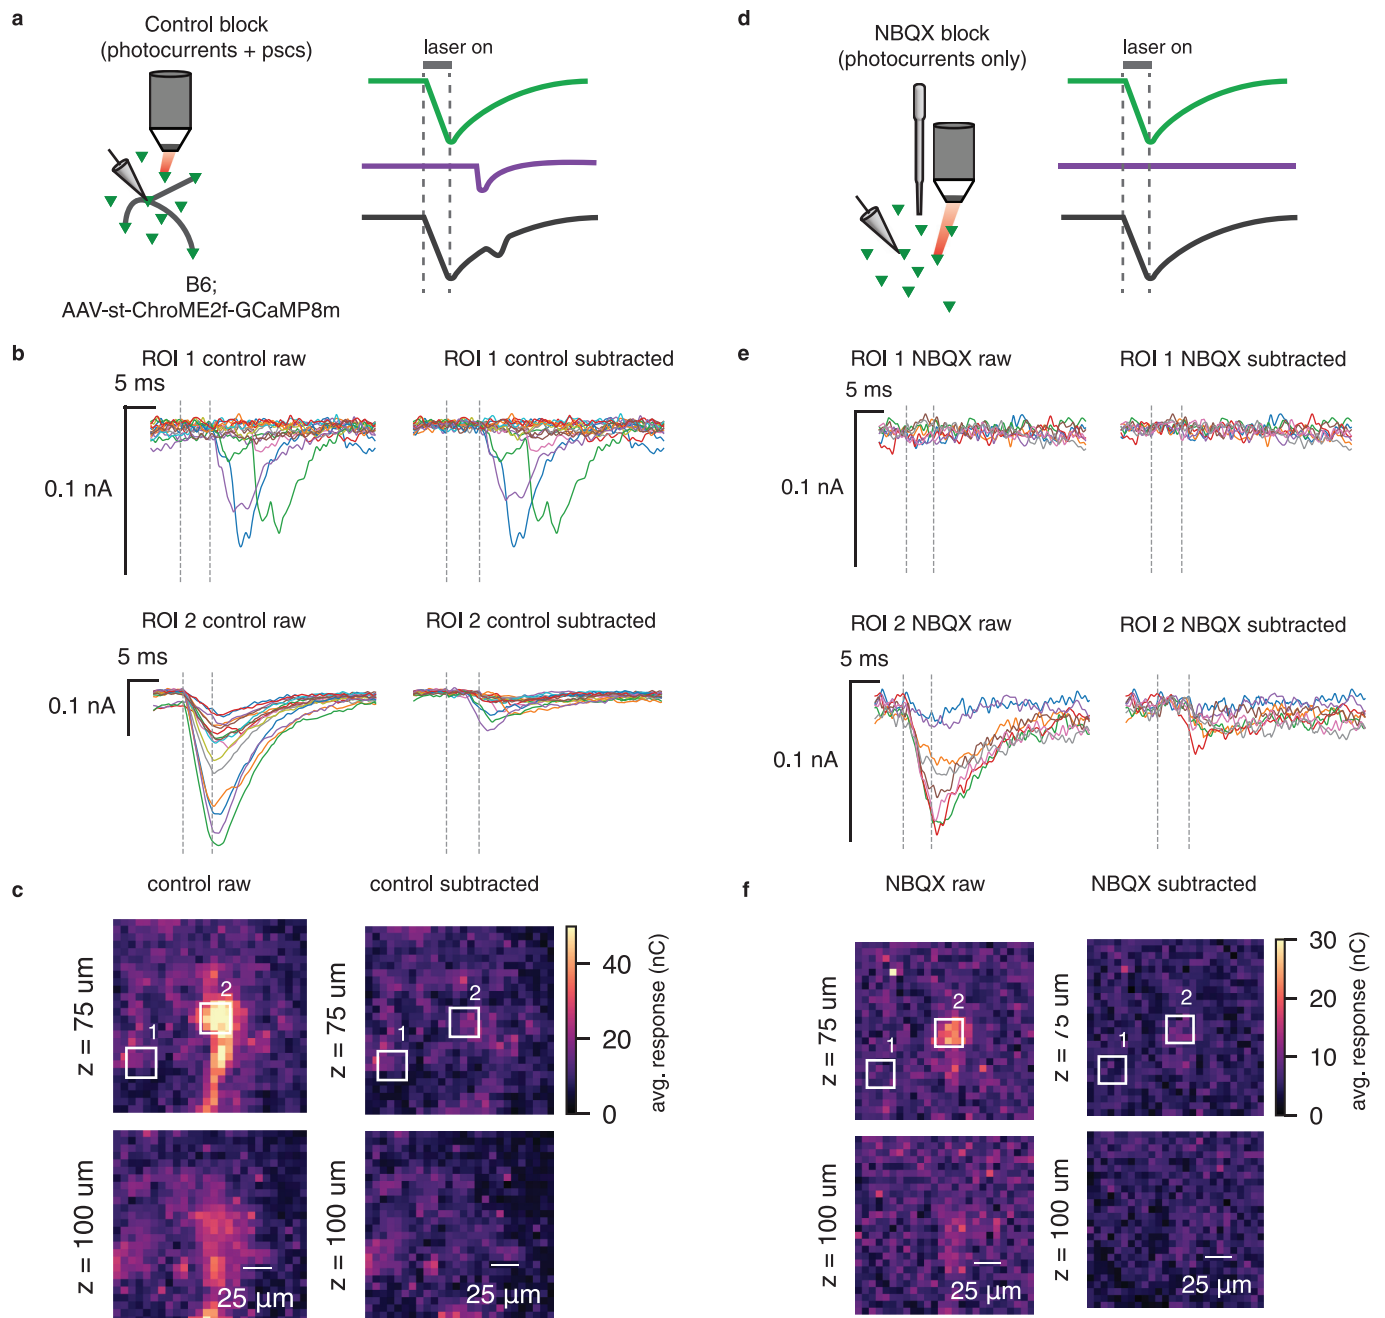 a
Control block
(photocurrents + pscs)
laser on
B6;
AAV-st-ChroME2f-GCaMP8m
d
NBQX block
(photocurrents only)
laser on
b
ROI 1 control raw
ROI 1 control subtracted
5 ms
0.1 nA
ROI 2 control raw
ROI 2 control subtracted
5 ms
0.1 nA
e
ROI 1 NBQX raw
ROI 1 NBQX subtracted
5 ms
0.1 nA
ROI 2 NBQX raw
ROI 2 NBQX subtracted
5 ms
0.1 nA
c
control raw
control subtracted
z = 75 um
2
1
z = 75 um
2
1
40
20
0
avg. response (nC)
z = 100 um
25 µm
z = 100 um
25 µm
f
NBQX raw
NBQX subtracted
z = 75 um
2
1
z = 75 um
2
1
30
20
10
0
avg. response (nC)
z = 100 um
25 µm
z = 100 um
25 µm